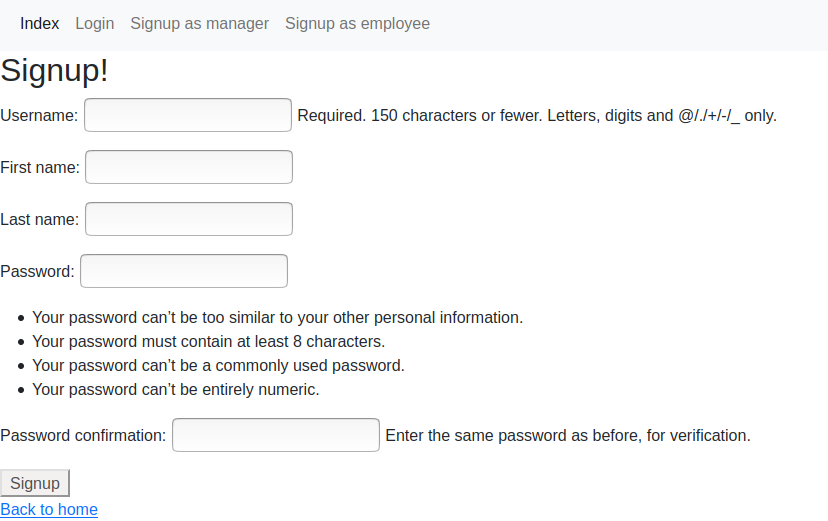 Index Login Signup as manager Signup as employee
Signup!
Username: Required. 150 characters or fewer. Letters, digits and @/./+/-/_ only.
First name:
Last name:
Password:
Your password can’t be too similar to your other personal information.
Your password must contain at least 8 characters.
Your password can’t be a commonly used password.
Your password can’t be entirely numeric.
Password confirmation: Enter the same password as before, for verification.
Signup
Back to home